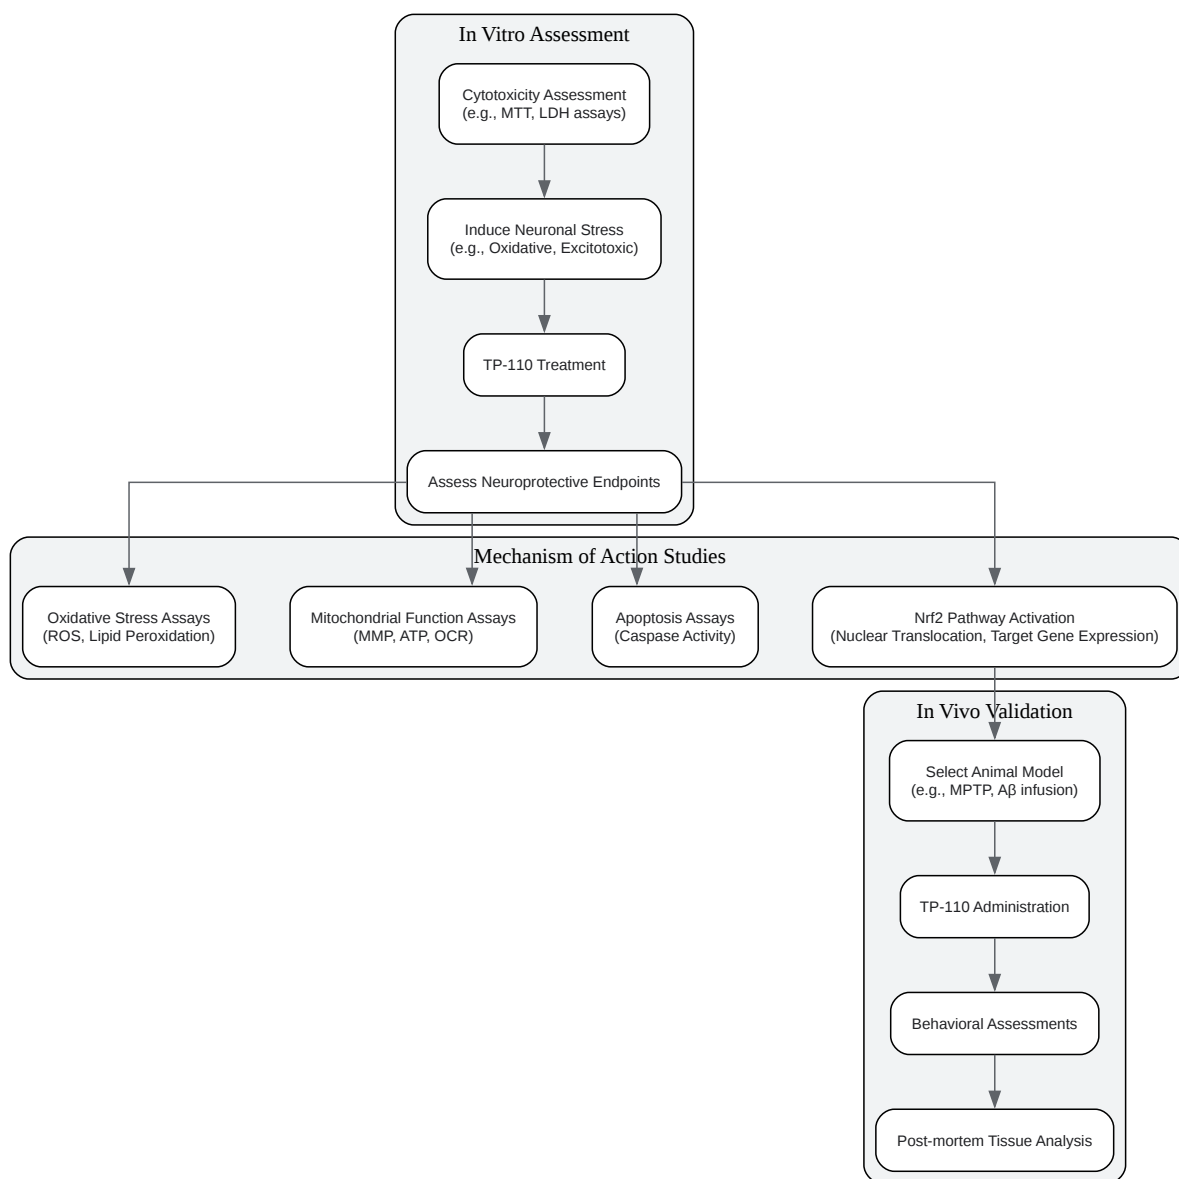 In Vitro Assessment
Cytotoxicity Assessment
(e.g., MTT, LDH assays)
Induce Neuronal Stress
(e.g., Oxidative, Excitotoxic)
TP-110 Treatment
Assess Neuroprotective Endpoints
Mechanism of Action Studies
Oxidative Stress Assays
(ROS, Lipid Peroxidation)
Mitochondrial Function Assays
(MMP, ATP, OCR)
Apoptosis Assays
(Caspase Activity)
Nrf2 Pathway Activation
(Nuclear Translocation, Target Gene Expression)
In Vivo Validation
Select Animal Model
(e.g., MPTP, Aβ infusion)
TP-110 Administration
Behavioral Assessments
Post-mortem Tissue Analysis